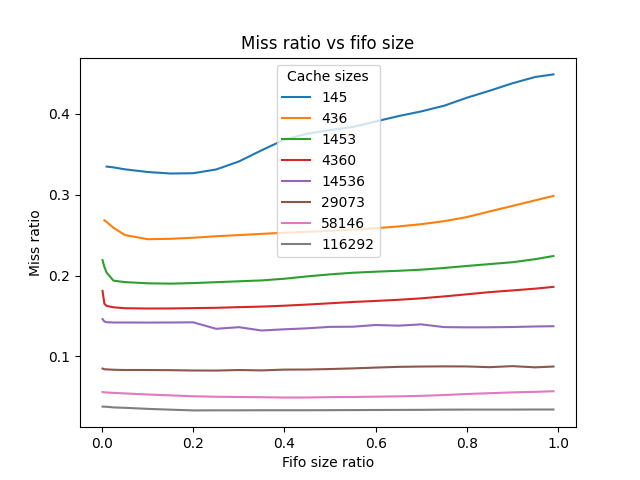 Miss ratio vs fifo size
Cache sizes
145
436
1453
4360
14536
29073
58146
116292
Miss ratio
0.4
0.3
0.2
0.1
0.0 0.2 0.4 0.6 0.8 1.0
Fifo size ratio